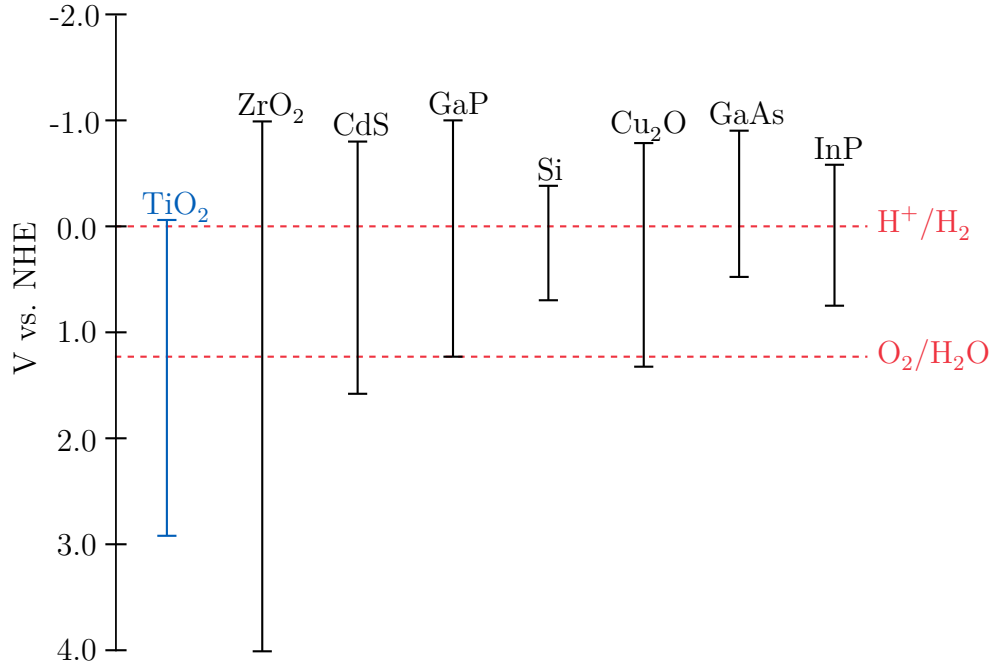 -2.0
-1.0
0.0
1.0
2.0
3.0
4.0
V vs. NHE
TiO₂
ZrO₂
CdS
GaP
Si
Cu₂O
GaAs
InP
H⁺/H₂
O₂/H₂O